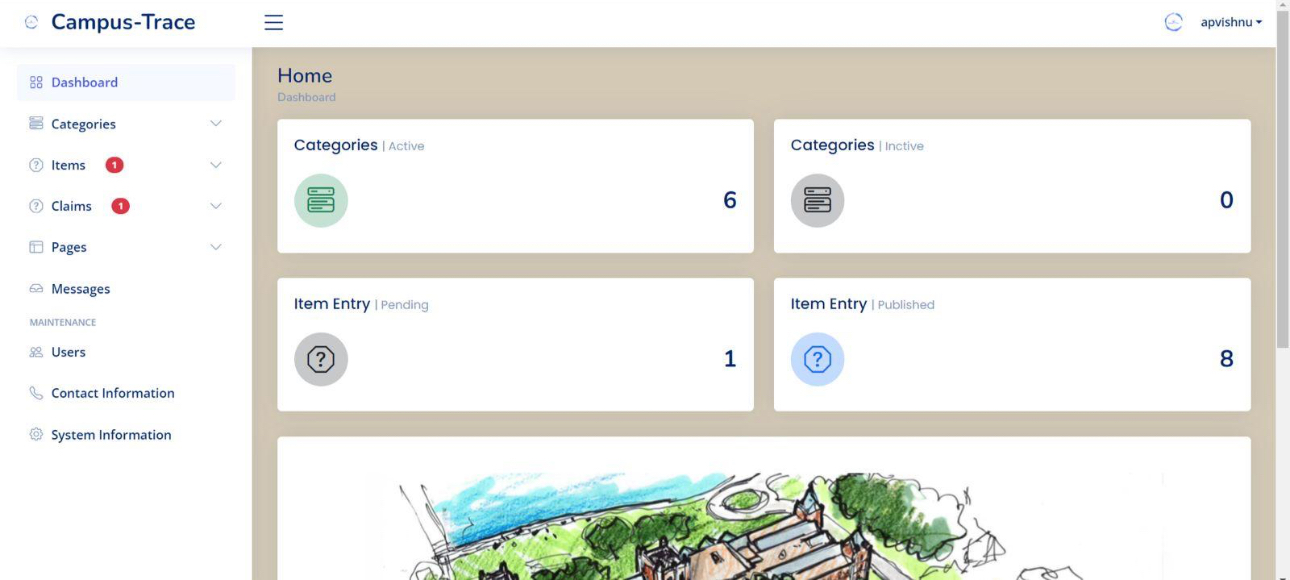 Campus-Trace
apvishnu
Dashboard
Categories
Items 1
Claims 1
Pages
Messages
MAINTENANCE
Users
Contact Information
System Information
Home
Dashboard
Categories | Active
6
Categories | Inctive
0
Item Entry | Pending
? 1
Item Entry | Published
? 8